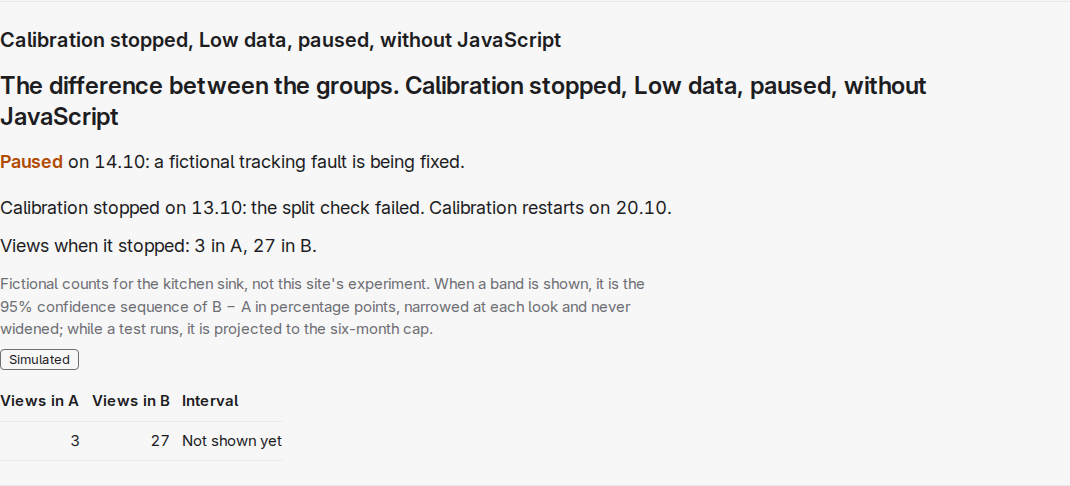 Calibration stopped, Low data, paused, without JavaScript
The difference between the groups. Calibration stopped, Low data, paused, without
JavaScript
Paused on 14.10: a fictional tracking fault is being fixed.
Calibration stopped on 13.10: the split check failed. Calibration restarts on 20.10.
Views when it stopped: 3 in A, 27 in B.
Fictional counts for the kitchen sink, not this site's experiment. When a band is shown, it is the
95% confidence sequence of B − A in percentage points, narrowed at each look and never
widened; while a test runs, it is projected to the six-month cap.
Simulated
Views in A Views in B Interval
3 27 Not shown yet